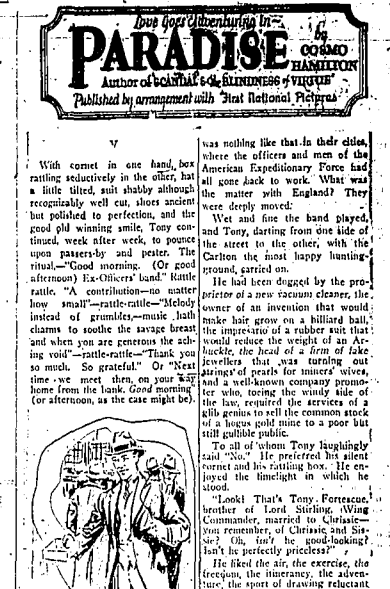 Love Goes Adventuring In—
PARADISE
by
COSMO
HAMILTON
Author of "SCANDAL" & "BLINDNESS of VIRTUE"
Published by arrangement with "First National Pictures"
V
With cornet in one hand, box
rattling seductively in the other, hat
a little tilted, suit shabby although
recognizably well cut, shoes ancient
but polished to perfection, and the
good old winning smile, Tony con-
tinued, week after week, to pounce
upon passers-by and pester. The
ritual,—"Good morning. (Or good
afternoon) Ex-Officers' band." Rattle
rattle. "A contribution—no matter
how small"—rattle-rattle—"Melody
instead of grumbles,—music hath
charms to soothe the savage breast
and when you are generous the ach-
ing void"—rattle-rattle—"Thank you
so much. So grateful." Or "Next
time we meet then, on your way
home from the bank. Good morning"
(or afternoon, as the case might be).
was nothing like that in their cities,
where the officers and men of the
American Expeditionary Force had
all gone back to work. What was
the matter with England? They
were deeply moved.
Wet and fine the band played,
and Tony, darting from one side of
the street to the other, with the
Carlton the most happy hunting-
ground, carried on.
He had been dogged by the pro-
prietor of a new vacuum cleaner, the
owner of an invention that would
make hair grow on a billiard ball,
the impresario of a rubber suit that
would reduce the weight of an Ar-
buckle, the head of a firm of fake
jewellers that was turning out
strings of pearls for miners' wives,
and a well-known company promo-
ter who, toeing the windy side of
the law, required the services of a
glib genius to sell the common stock
of a bogus gold mine to a poor but
still gullible public.
To all of whom Tony laughingly
said "No." He preferred his silent
cornet and his rattling box. He en-
joyed the limelight in which he
stood.
"Look! That's Tony Fortescue,
brother of Lord Stirling, Wing
Commander, married to Chrissie—
you remember, of Chrissie and Sis-
sie? Oh, isn't he good-looking?
Isn't he perfectly priceless?"
He liked the air, the exercise, the
freedom, the itinerancy, the adven-
ture, the sport of drawing reluctant